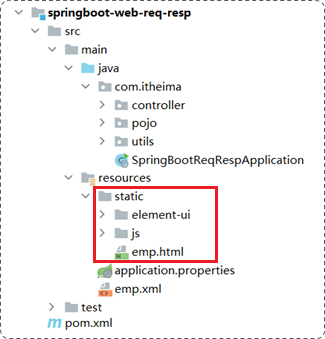 springboot-web-req-resp
src
main
java
com.itheima
controller
pojo
utils
SpringBootReqRespApplication
resources
static
element-ui
js
emp.html
application.properties
emp.xml
test
pom.xml